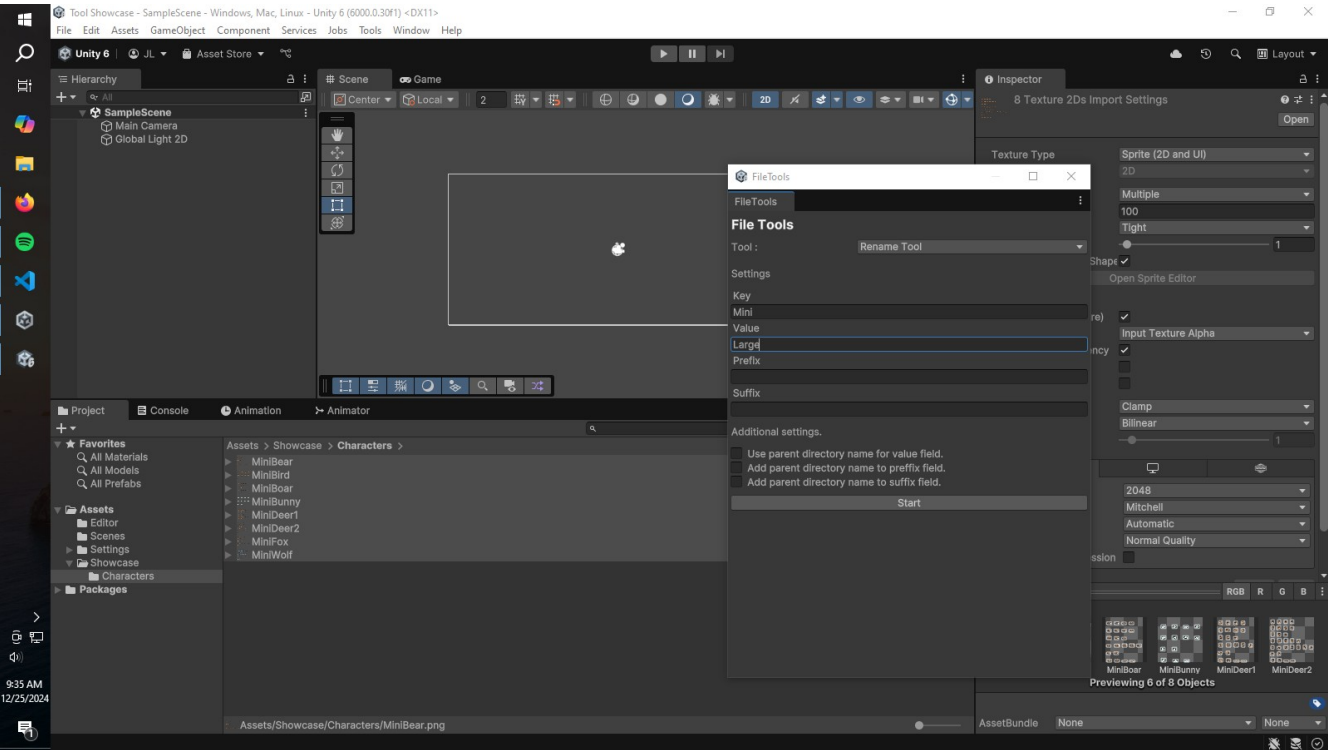 Tool Showcase - SampleScene - Windows, Mac, Linux - Unity 6 (6000.0.30f1) <DX11>
File Edit Assets GameObject Component Services Jobs Tools Window Help
Unity 6 JL Asset Store Layout
Hierarchy
All
SampleScene
Main Camera
Global Light 2D
Scene Game
Center Local 2 2D
Inspector
8 Texture 2Ds Import Settings
Open
Texture Type Sprite (2D and UI)
2D
Multiple
100
Tight
1
Shape
Open Sprite Editor
re)
Input Texture Alpha
ency
Clamp
Bilinear
1
2048
Mitchell
Automatic
Normal Quality
ssion
RGB R G B
MiniBoar MiniBunny MiniDeer1 MiniDeer2
Previewing 6 of 8 Objects
AssetBundle None None
FileTools
FileTools
File Tools
Tool : Rename Tool
Settings
Key
Mini
Value
Large
Prefix
Suffix
Additional settings.
Use parent directory name for value field.
Add parent directory name to preffix field.
Add parent directory name to suffix field.
Start
Project Console Animation Animator
Favorites
All Materials
All Models
All Prefabs
Assets
Editor
Scenes
Settings
Showcase
Characters
Packages
Assets > Showcase > Characters >
MiniBear
MiniBird
MiniBoar
MiniBunny
MiniDeer1
MiniDeer2
MiniFox
MiniWolf
Assets/Showcase/Characters/MiniBear.png
9:35 AM
12/25/2024
1